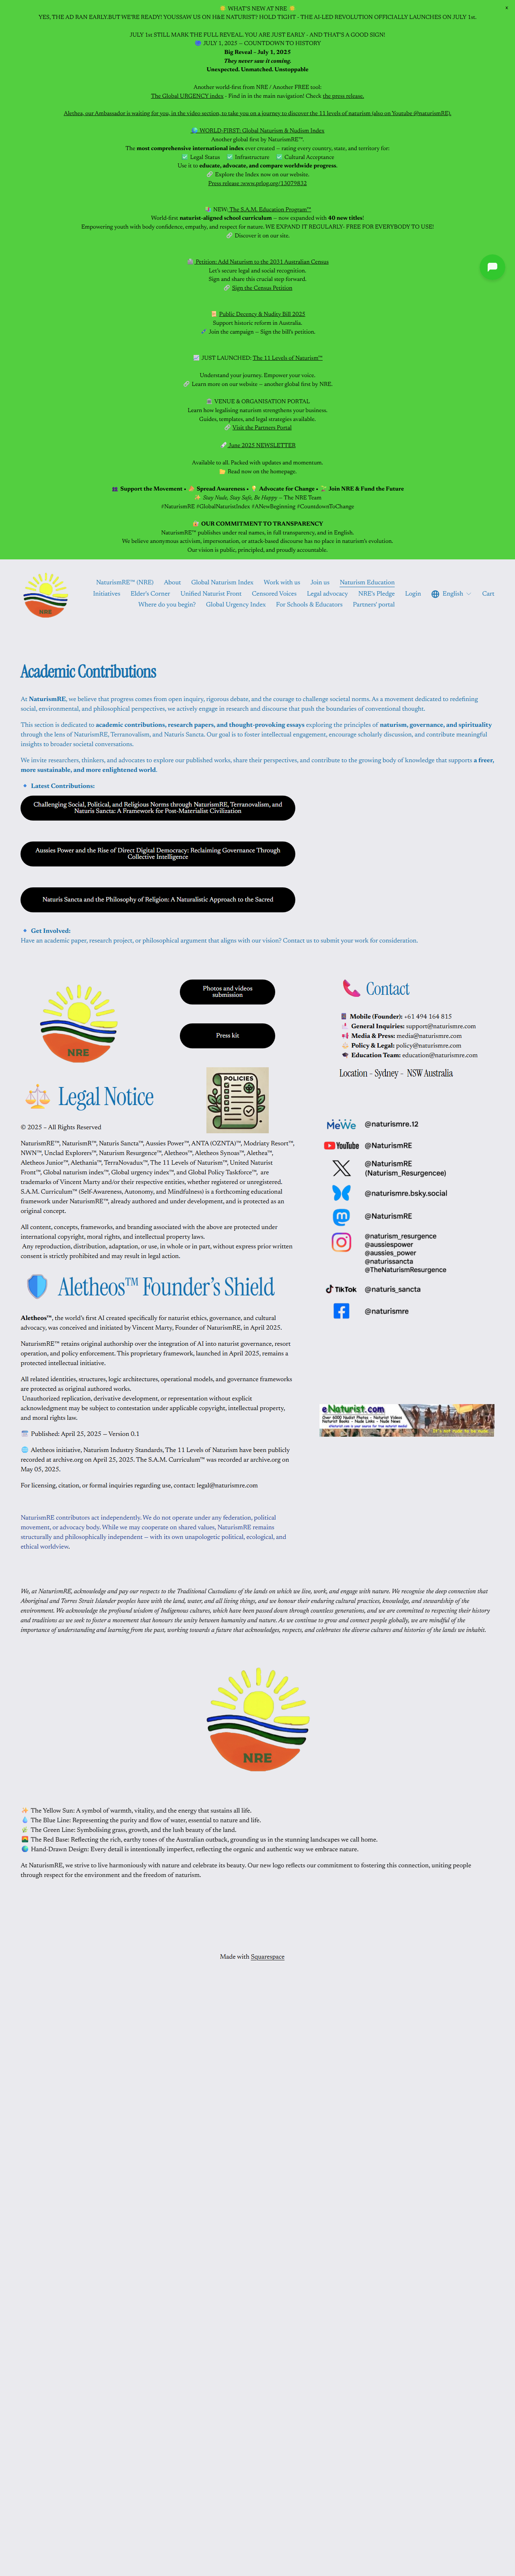 WHAT'S NEW AT NRE
x
YES, THE AD RAN EARLY.BUT WE'RE READY! YOUSSAW US ON H&E NATURIST? HOLD TIGHT - THE AI-LED REVOLUTION OFFICIALLY LAUNCHES ON JULY 1st.
JULY 1st STILL MARK THE FULL REVEAL. YOU ARE JUST EARLY - AND THAT'S A GOOD SIGN!
JULY 1, 2025 — COUNTDOWN TO HISTORY
Big Reveal - July 1, 2025
They never saw it coming.
Unexpected. Unmatched. Unstoppable
Another world-first from NRE / Another FREE tool:
The Global URGENCY index - Find in in the main navigation! Check the press release.
Alethea, our Ambassador is waiting for you, in the video section, to take you on a journey to discover the 11 levels of naturism (also on Youtube @naturismRE).
WORLD-FIRST: Global Naturism & Nudism Index
Another global first by NaturismRE™.
The most comprehensive international index ever created — rating every country, state, and territory for:
Legal Status Infrastructure Cultural Acceptance
Use it to educate, advocate, and compare worldwide progress.
Explore the Index now on our website.
Press release :www.prlog.org/13079832
NEW: The S.A.M. Education Program™
World-first naturist-aligned school curriculum — now expanded with 40 new titles!
Empowering youth with body confidence, empathy, and respect for nature. WE EXPAND IT REGULARLY- FREE FOR EVERYBODY TO USE!
Discover it on our site.
Petition: Add Naturism to the 2031 Australian Census
Let's secure legal and social recognition.
Sign and share this crucial step forward.
Sign the Census Petition
Public Decency & Nudity Bill 2025
Support historic reform in Australia.
Join the campaign — Sign the bill's petition.
JUST LAUNCHED: The 11 Levels of Naturism™
Understand your journey. Empower your voice.
Learn more on our website — another global first by NRE.
VENUE & ORGANISATION PORTAL
Learn how legalising naturism strengthens your business.
Guides, templates, and legal strategies available.
Visit the Partners Portal
June 2025 NEWSLETTER
Available to all. Packed with updates and momentum.
Read now on the homepage.
Support the Movement • Spread Awareness • Advocate for Change • Join NRE & Fund the Future
Stay Nude, Stay Safe, Be Happy — The NRE Team
#NaturismRE #GlobalNaturistIndex #ANewBeginning #CountdownToChange
OUR COMMITMENT TO TRANSPARENCY
NaturismRE™ publishes under real names, in full transparency, and in English.
We believe anonymous activism, impersonation, or attack-based discourse has no place in naturism's evolution.
Our vision is public, principled, and proudly accountable.
NaturismRE™ (NRE) About Global Naturism Index Work with us Join us Naturism Education
Initiatives Elder's Corner Unified Naturist Front Censored Voices Legal advocacy NRE's Pledge
Where do you begin? Global Urgency Index For Schools & Educators Partners' portal
Login English Cart
NRE
Academic Contributions
At NaturismRE, we believe that progress comes from open inquiry, rigorous debate, and the courage to challenge societal norms. As a movement dedicated to redefining
social, environmental, and philosophical perspectives, we actively engage in research and discourse that push the boundaries of conventional thought.
This section is dedicated to academic contributions, research papers, and thought-provoking essays exploring the principles of naturism, governance, and spirituality
through the lens of NaturismRE, Terranovalism, and Naturis Sancta. Our goal is to foster intellectual engagement, encourage scholarly discussion, and contribute meaningful
insights to broader societal conversations.
We invite researchers, thinkers, and advocates to explore our published works, share their perspectives, and contribute to the growing body of knowledge that supports a freer,
more sustainable, and more enlightened world.
Latest Contributions:
Challenging Social, Political, and Religious Norms through NaturismRE, Terranovalism, and
Naturis Sancta: A Framework for Post-Materialist Civilization
Aussies Power and the Rise of Direct Digital Democracy: Reclaiming Governance Through
Collective Intelligence
Naturis Sancta and the Philosophy of Religion: A Naturalistic Approach to the Sacred
Get Involved:
Have an academic paper, research project, or philosophical argument that aligns with our vision? Contact us to submit your work for consideration.
NRE
Photos and videos
submission
Press kit
POLICIES
Legal Notice
© 2025 – All Rights Reserved
NaturismRE™, NaturismR™, Naturis Sancta™, Aussies Power™, ANTA (OZNTA)™, Modriaty Resort™,
NWN™, Unclad Explorers™, Naturism Resurgence™, Aletheos™, Aletheos Synoas™, Alethea™,
Aletheos Junior™, Alethania™, TerraNovadux™, The 11 Levels of Naturism™, United Naturist
Front™, Global naturism index™, Global urgency index™, and Global Policy Taskforce™, are
trademarks of Vincent Marty and/or their respective entities, whether registered or unregistered.
S.A.M. Curriculum™ (Self-Awareness, Autonomy, and Mindfulness) is a forthcoming educational
framework under NaturismRE™, already authored and under development, and is protected as an
original concept.
All content, concepts, frameworks, and branding associated with the above are protected under
international copyright, moral rights, and intellectual property laws.
Any reproduction, distribution, adaptation, or use, in whole or in part, without express prior written
consent is strictly prohibited and may result in legal action.
Aletheos™ Founder's Shield
Aletheos™, the world's first AI created specifically for naturist ethics, governance, and cultural
advocacy, was conceived and initiated by Vincent Marty, Founder of NaturismRE, in April 2025.
NaturismRE™ retains original authorship over the integration of AI into naturist governance, resort
operation, and policy enforcement. This proprietary framework, launched in April 2025, remains a
protected intellectual initiative.
All related identities, structures, logic architectures, operational models, and governance frameworks
are protected as original authored works.
Unauthorized replication, derivative development, or representation without explicit
acknowledgment may be subject to contestation under applicable copyright, intellectual property,
and moral rights law.
Published: April 25, 2025 — Version 0.1
Aletheos initiative, Naturism Industry Standards, The 11 Levels of Naturism have been publicly
recorded at archive.org on April 25, 2025. The S.A.M. Curriculum™ was recorded ar archive.org on
May 05, 2025.
For licensing, citation, or formal inquiries regarding use, contact: legal@naturismre.com
NaturismRE contributors act independently. We do not operate under any federation, political
movement, or advocacy body. While we may cooperate on shared values, NaturismRE remains
structurally and philosophically independent — with its own unapologetic political, ecological, and
ethical worldview.
Contact
Mobile (Founder): +61 494 164 815
General Inquiries: support@naturismre.com
Media & Press: media@naturismre.com
Policy & Legal: policy@naturismre.com
Education Team: education@naturismre.com
Location - Sydney - NSW Australia
MeWe @naturismre.12
YouTube @NaturismRE
@NaturismRE
(Naturism_Resurgencee)
@naturismre.bsky.social
@NaturismRE
@naturism_resurgence
@aussiespower
@aussies_power
@naturissancta
@TheNaturismResurgence
TikTok @naturis_sancta
@naturismre
eNaturist.com
Over 6000 Nudist Photos - Naturist Videos
It's not rude to be nude!
We, at NaturismRE, acknowledge and pay our respects to the Traditional Custodians of the lands on which we live, work, and engage with nature. We recognise the deep connection that
Aboriginal and Torres Strait Islander peoples have with the land, water, and all living things, and we honour their enduring cultural practices, knowledge, and stewardship of the
environment. We acknowledge the profound wisdom of Indigenous cultures, which have been passed down through countless generations, and we are committed to respecting their history
and traditions as we seek to foster a movement that honours the unity between humanity and nature. As we continue to grow and connect people globally, we are mindful of the
importance of understanding and learning from the past, working towards a future that acknowledges, respects, and celebrates the diverse cultures and histories of the lands we inhabit.
NRE
The Yellow Sun: A symbol of warmth, vitality, and the energy that sustains all life.
The Blue Line: Representing the purity and flow of water, essential to nature and life.
The Green Line: Symbolising grass, growth, and the lush beauty of the land.
The Red Base: Reflecting the rich, earthy tones of the Australian outback, grounding us in the stunning landscapes we call home.
Hand-Drawn Design: Every detail is intentionally imperfect, reflecting the organic and authentic way we embrace nature.
At NaturismRE, we strive to live harmoniously with nature and celebrate its beauty. Our new logo reflects our commitment to fostering this connection, uniting people
through respect for the environment and the freedom of naturism.
Made with Squarespace